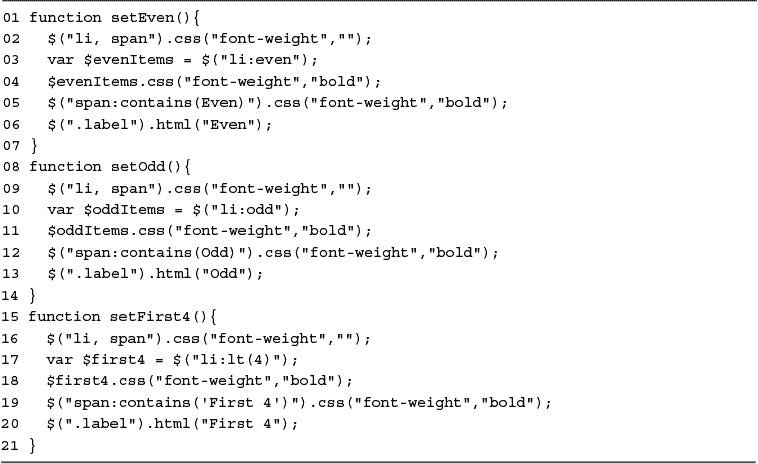 01 function setEven(){
02   $("li, span").css("font-weight","");
03   var $evenItems = $("li:even");
04   $evenItems.css("font-weight","bold");
05   $("span:contains(Even)").css("font-weight","bold");
06   $(".label").html("Even");
07 }
08 function setOdd(){
09   $("li, span").css("font-weight","");
10   var $oddItems = $("li:odd");
11   $oddItems.css("font-weight","bold");
12   $("span:contains(Odd)").css("font-weight","bold");
13   $(".label").html("Odd");
14 }
15 function setFirst4(){
16   $("li, span").css("font-weight","");
17   var $first4 = $("li:lt(4)");
18   $first4.css("font-weight","bold");
19   $("span:contains('First 4')").css("font-weight","bold");
20   $(".label").html("First 4");
21 }